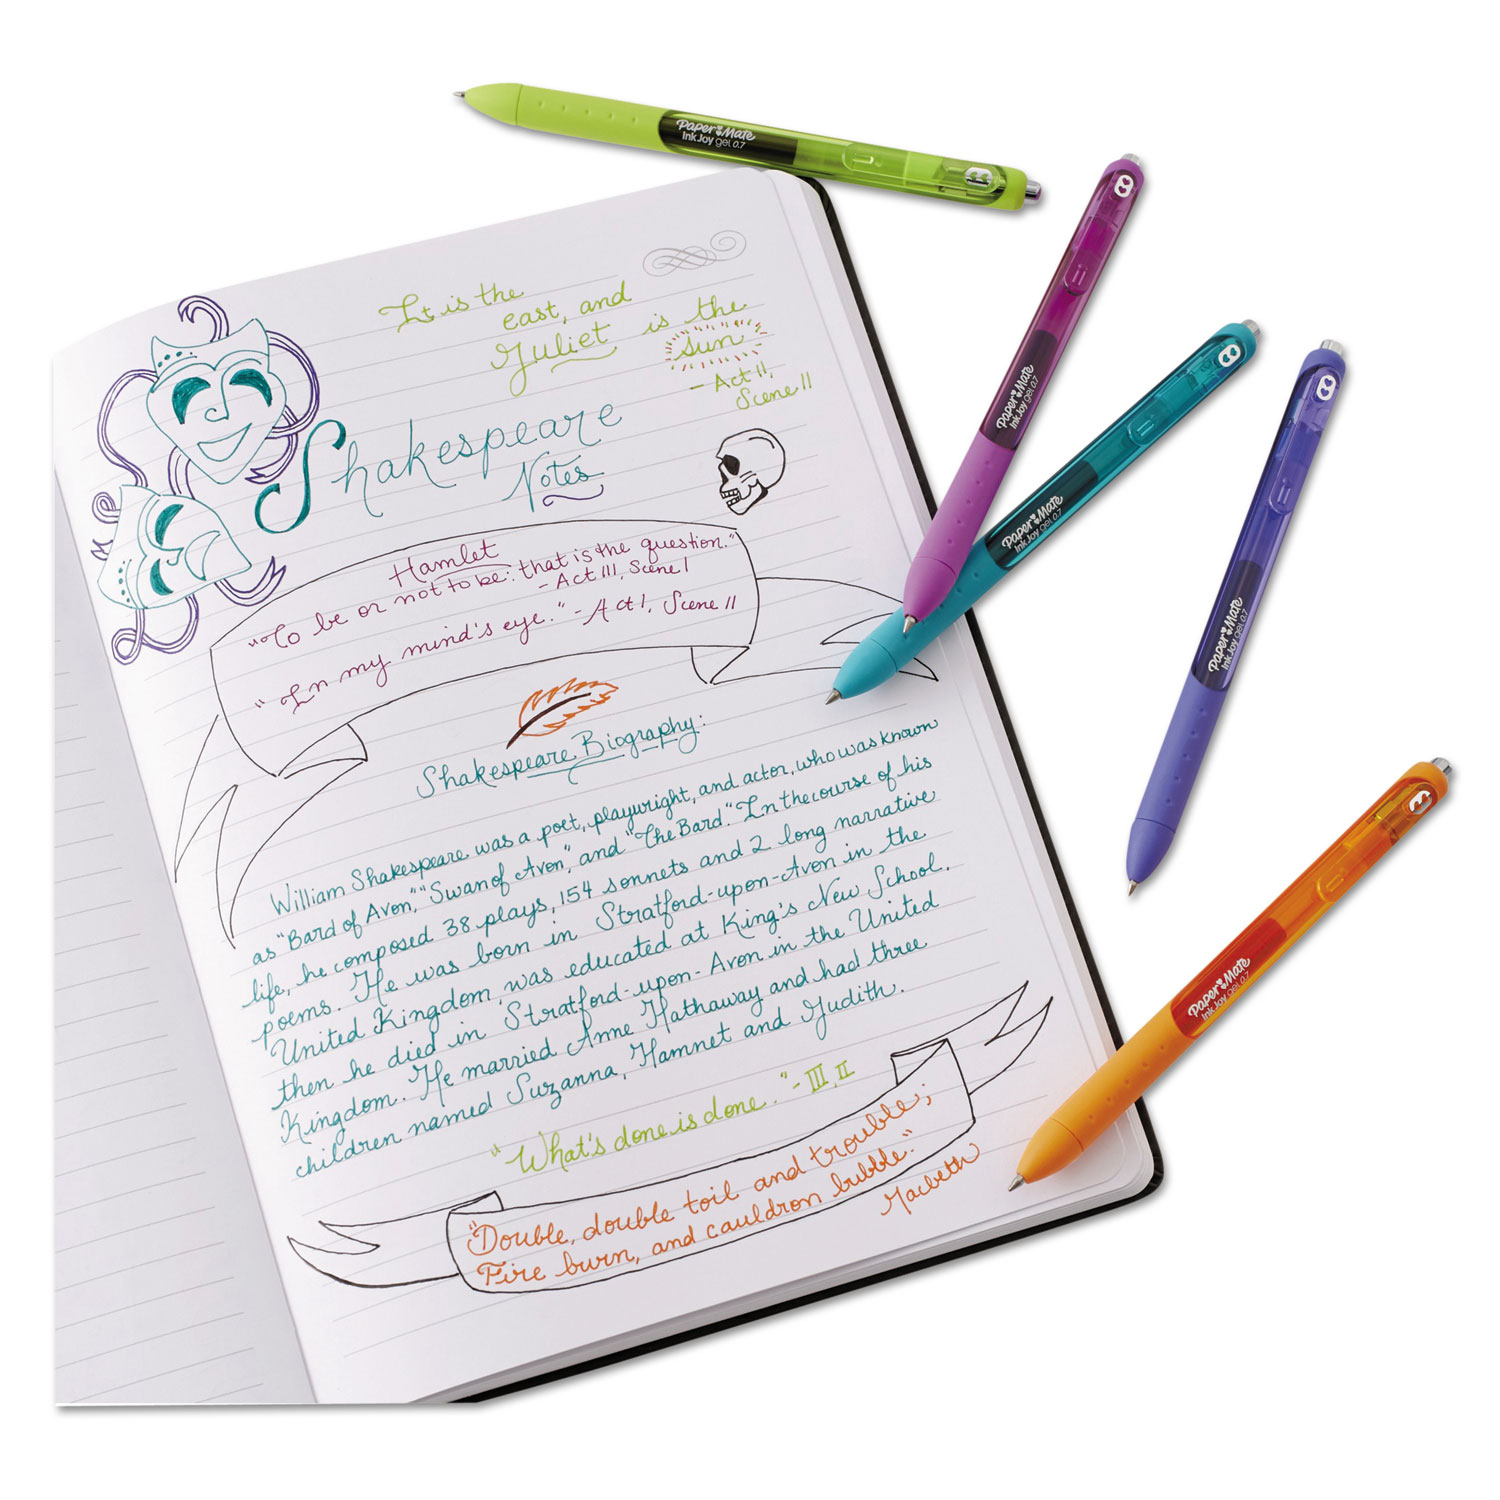 It is the
east, and
Juliet is the
sun
- Act II,
Scene II
Shakespeare
Notes
Hamlet
"To be or not to be: that is the question."
- Act III, Scene I
"In my mind's eye." - Act I, Scene II
Shakespeare Biography:
William Shakespeare was a poet, playwright, and actor, who was known
as "Bard of Avon," "Swan of Avon", and "The Bard". In the course of his
life, he composed 38 plays, 154 sonnets and 2 long narrative
poems. He was born in Stratford-upon-Avon in the
United Kingdom, was educated at King's New School.
then he died in Stratford-upon-Avon in the United
Kingdom. He married Anne Hathaway and had three
children named Suzanna, Hamnet and Judith.
"What's done is done." - III, II
"Double, double toil and trouble;
Fire burn, and cauldron bubble."
Macbeth
Paper Mate
InkJoy gel 0.7
Paper Mate
InkJoy gel 0.7
Paper Mate
InkJoy gel 0.7
Paper Mate
InkJoy gel 0.7
Paper Mate
InkJoy gel 0.7